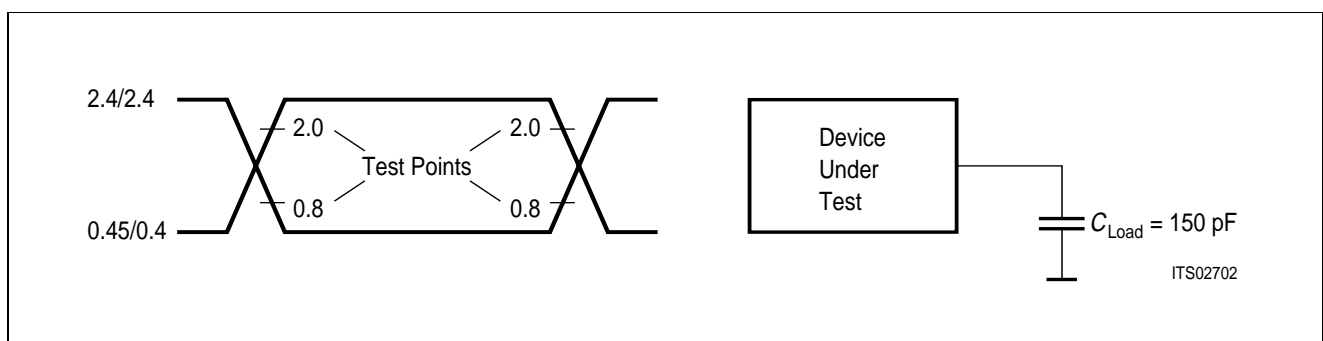 2.4/2.4
2.0
2.0
Test Points
0.8
0.8
0.45/0.4
Device
Under
Test
C Load = 150 pF
ITS02702